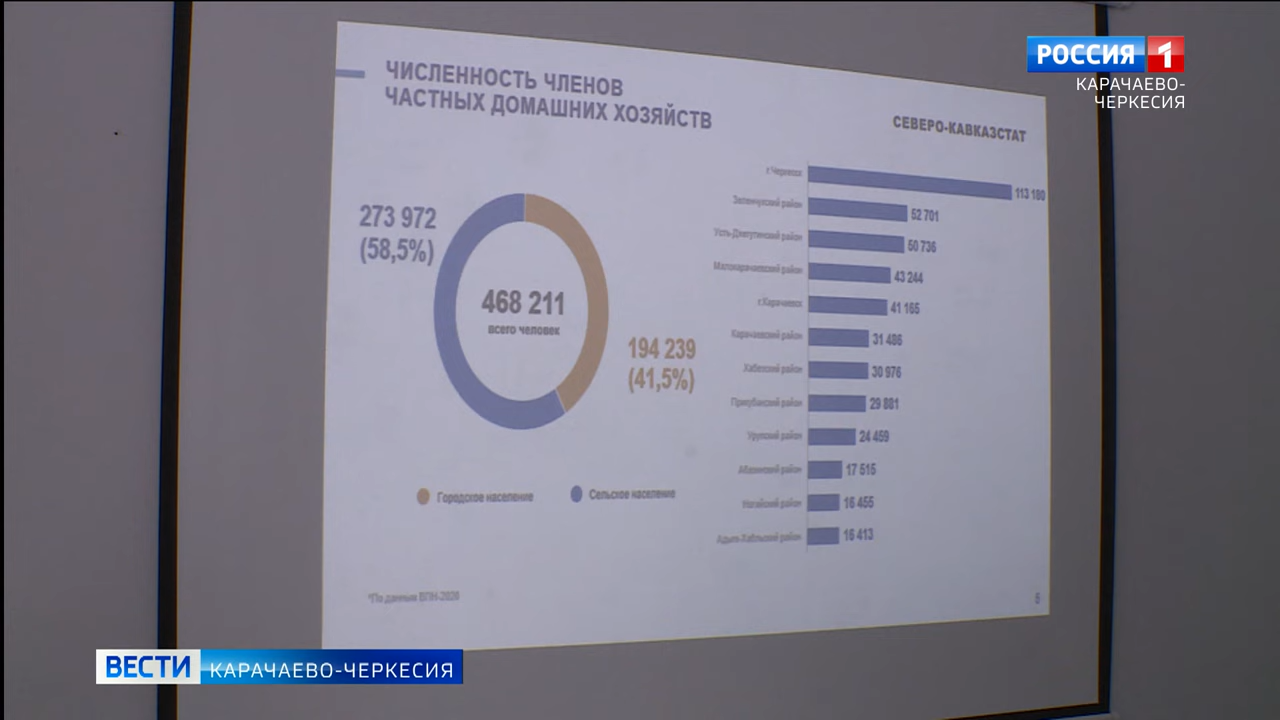 РОССИЯ 1
КАРАЧАЕВО-
ЧЕРКЕСИЯ
ЧИСЛЕННОСТЬ ЧЛЕНОВ
ЧАСТНЫХ ДОМАШНИХ ХОЗЯЙСТВ
СЕВЕРО-КАВКАЗСТАТ
273 972
(58,5%)
468 211
всего человек
194 239
(41,5%)
Городское население
Сельское население
г.Черкесск 113 180
Зеленчукский район 52 701
Усть-Джегутинский район 50 736
Малокарачаевский район 43 244
г.Карачаевск 41 165
Карачаевский район 31 486
Хабезский район 30 976
Прикубанский район 29 881
Урупский район 24 459
Абазинский район 17 515
Ногайский район 16 455
Адыге-Хабльский район 16 413
*По данным ВПН-2020
5
ВЕСТИ КАРАЧАЕВО-ЧЕРКЕСИЯ